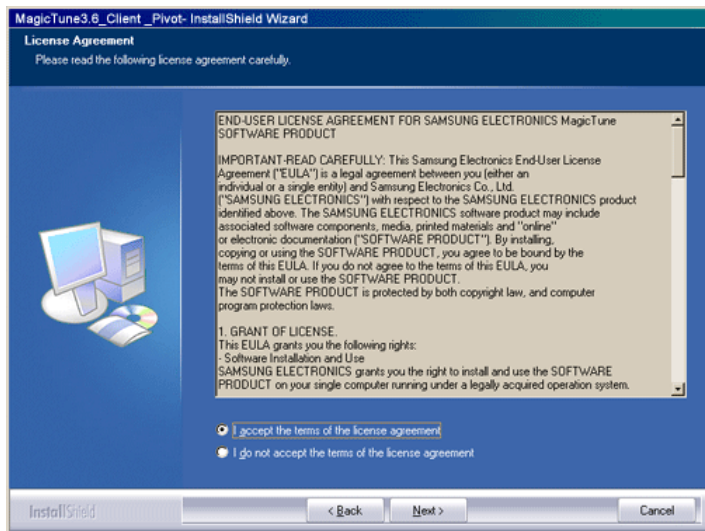 MagicTune3.6_Client _Pivot- InstallShield Wizard
License Agreement
Please read the following license agreement carefully.
END-USER LICENSE AGREEMENT FOR SAMSUNG ELECTRONICS MagicTune
SOFTWARE PRODUCT
IMPORTANT-READ CAREFULLY: This Samsung Electronics End-User License
Agreement ("EULA") is a legal agreement between you (either an
individual or a single entity) and Samsung Electronics Co., Ltd.
("SAMSUNG ELECTRONICS") with respect to the SAMSUNG ELECTRONICS product
identified above. The SAMSUNG ELECTRONICS software product may include
associated software components, media, printed materials and "online"
or electronic documentation ("SOFTWARE PRODUCT"). By installing,
copying or using the SOFTWARE PRODUCT, you agree to be bound by the
terms of this EULA. If you do not agree to the terms of this EULA, you
may not install or use the SOFTWARE PRODUCT.
The SOFTWARE PRODUCT is protected by both copyright law, and computer
program protection laws.
1. GRANT OF LICENSE.
This EULA grants you the following rights:
- Software Installation and Use
SAMSUNG ELECTRONICS grants you the right to install and use the SOFTWARE
PRODUCT on your single computer running under a legally acquired operation system.
I accept the terms of the license agreement
I do not accept the terms of the license agreement
InstallShield
< Back
Next >
Cancel